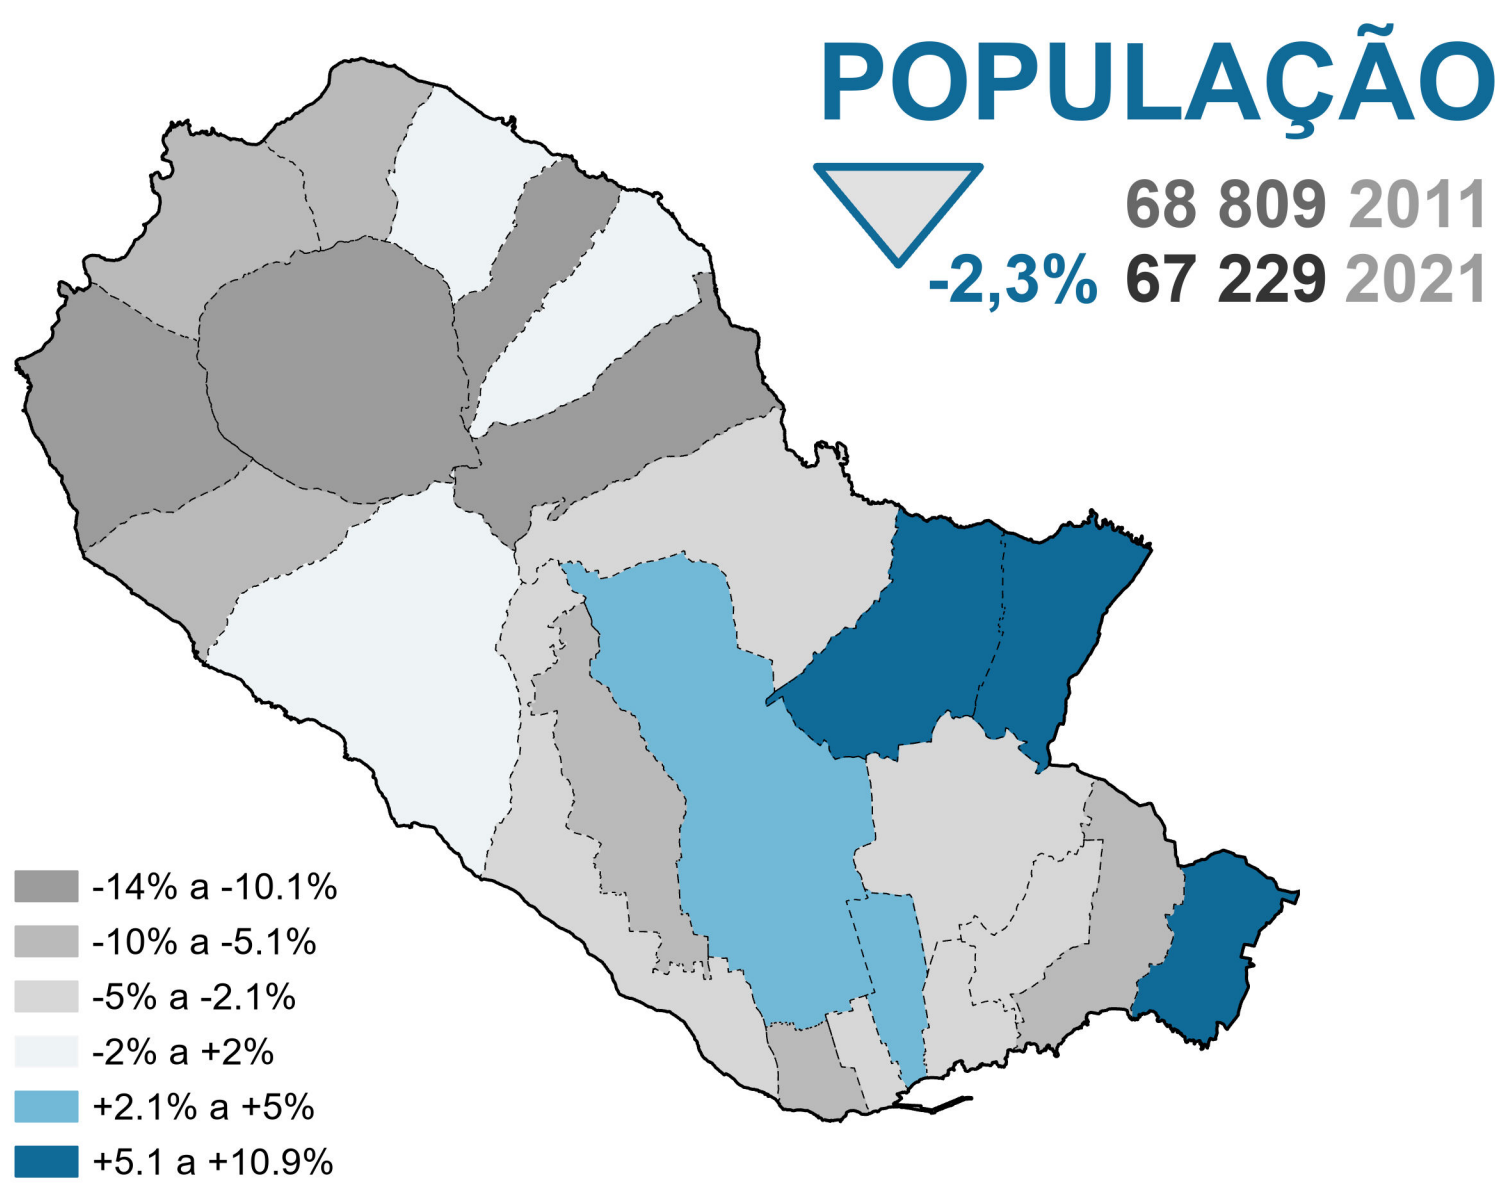 POPULAÇÃO
68 809 2011
-2,3% 67 229 2021
-14% a -10.1%
-10% a -5.1%
-5% a -2.1%
-2% a +2%
+2.1% a +5%
+5.1 a +10.9%